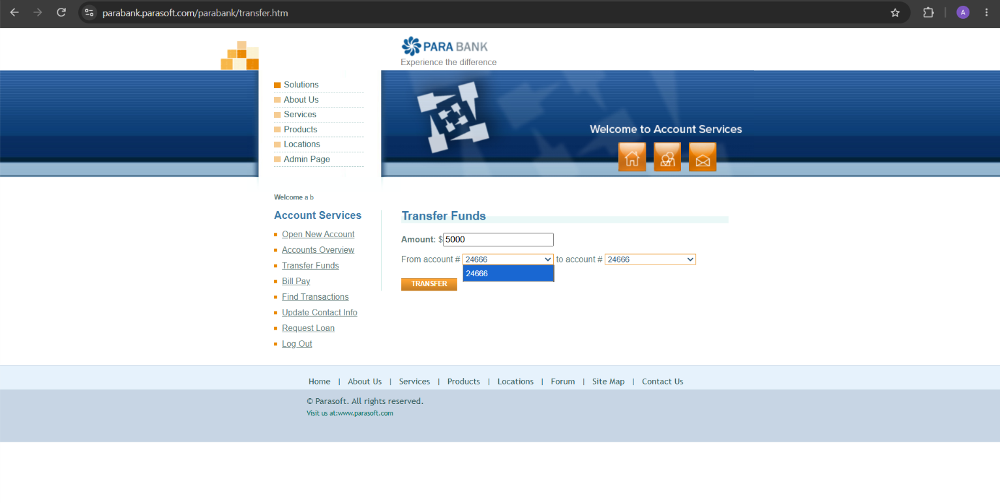 parabank.parasoft.com/parabank/transfer.htm
A
PARA BANK
Experience the difference
Solutions
About Us
Services
Products
Locations
Admin Page
Welcome to Account Services
Welcome a b
Account Services
Open New Account
Accounts Overview
Transfer Funds
Bill Pay
Find Transactions
Update Contact Info
Request Loan
Log Out
Transfer Funds
Amount: $ 5000
From account # 24666 to account # 24666
24666
TRANSFER
Home | About Us | Services | Products | Locations | Forum | Site Map | Contact Us
© Parasoft. All rights reserved.
Visit us at:www.parasoft.com